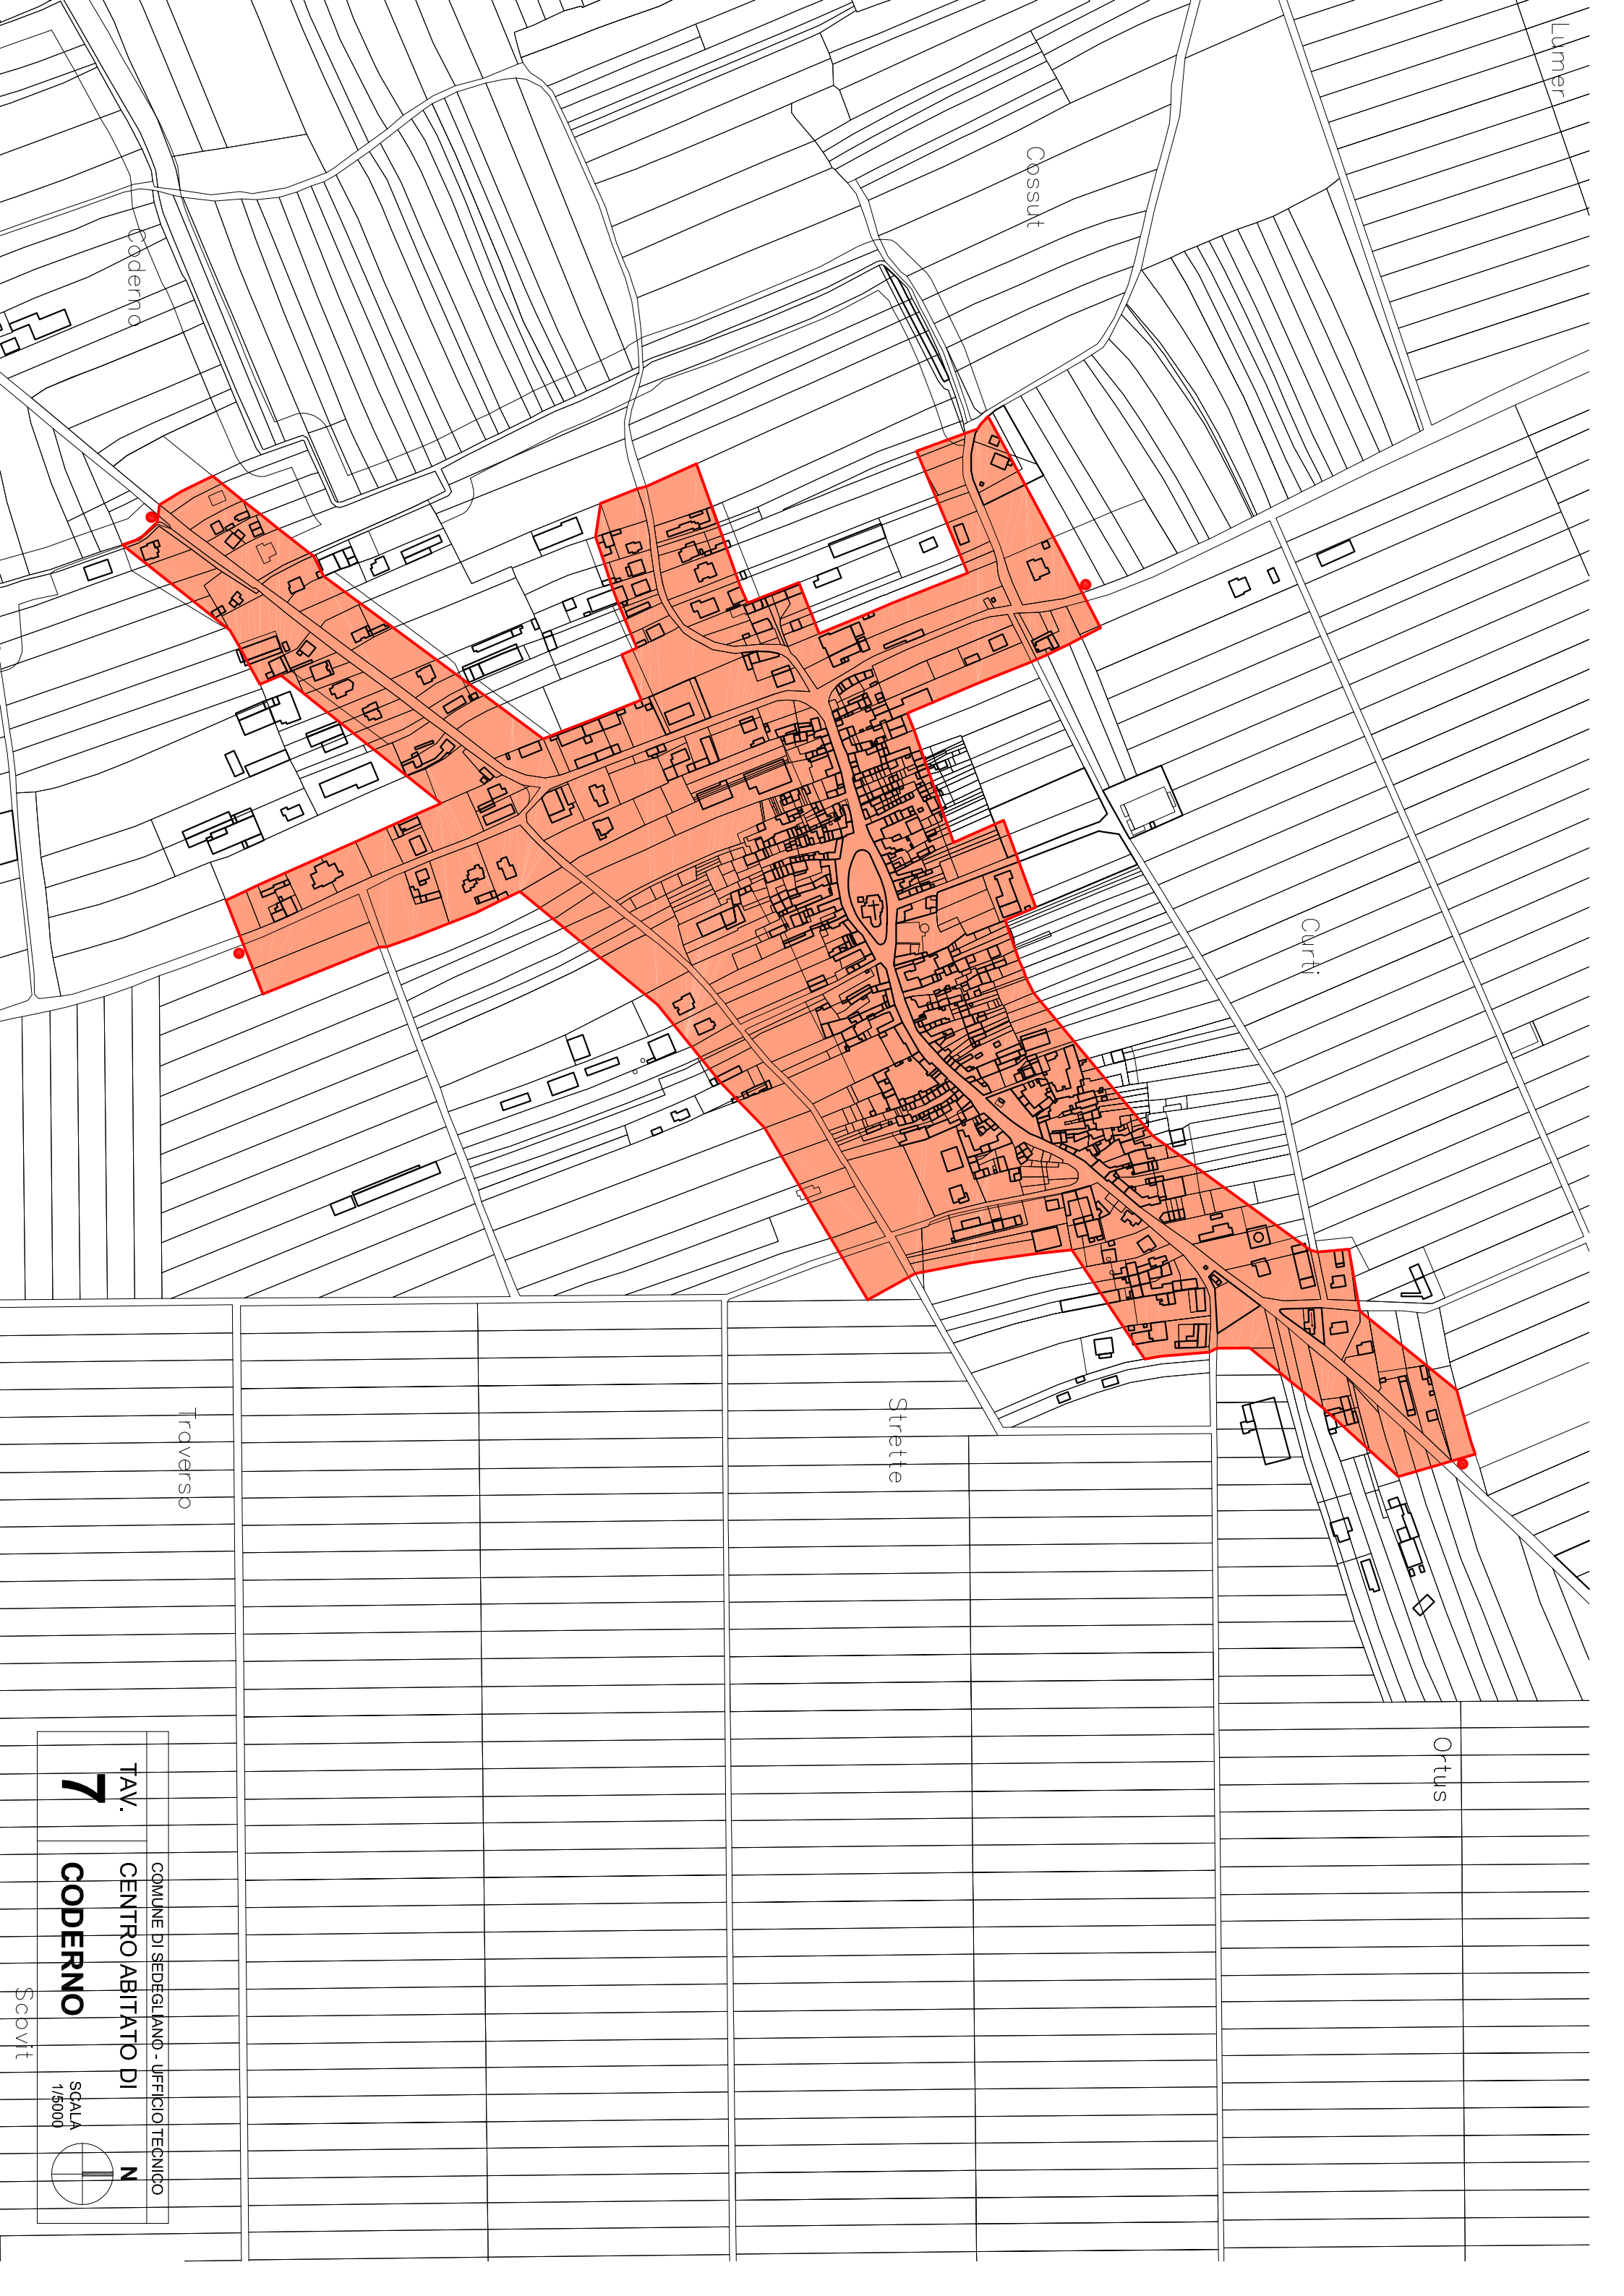 Lumer
Cossut
Coderno
Curti
Strette
Traverso
Ortus
Scovit
COMUNE DI SEDEGLIANO - UFFICIO TECNICO
TAV.
7
CENTRO ABITATO DI
CODERNO
SCALA
1/5000
N